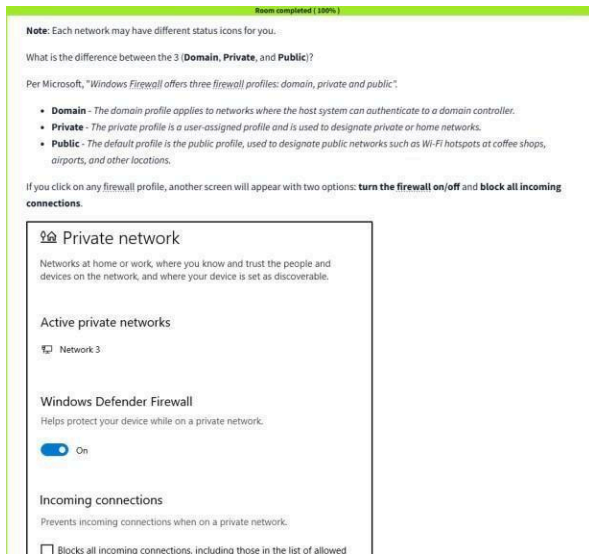 Room completed ( 100% )
Note: Each network may have different status icons for you.
What is the difference between the 3 (Domain, Private, and Public)?
Per Microsoft, "Windows Firewall offers three firewall profiles: domain, private and public".
• Domain - The domain profile applies to networks where the host system can authenticate to a domain controller.
• Private - The private profile is a user-assigned profile and is used to designate private or home networks.
• Public - The default profile is the public profile, used to designate public networks such as Wi-Fi hotspots at coffee shops,
airports, and other locations.
If you click on any firewall profile, another screen will appear with two options: turn the firewall on/off and block all incoming
connections.
Private network
Networks at home or work, where you know and trust the people and
devices on the network, and where your device is set as discoverable.
Active private networks
Network 3
Windows Defender Firewall
Helps protect your device while on a private network.
On
Incoming connections
Prevents incoming connections when on a private network.
Blocks all incoming connections, including those in the list of allowed